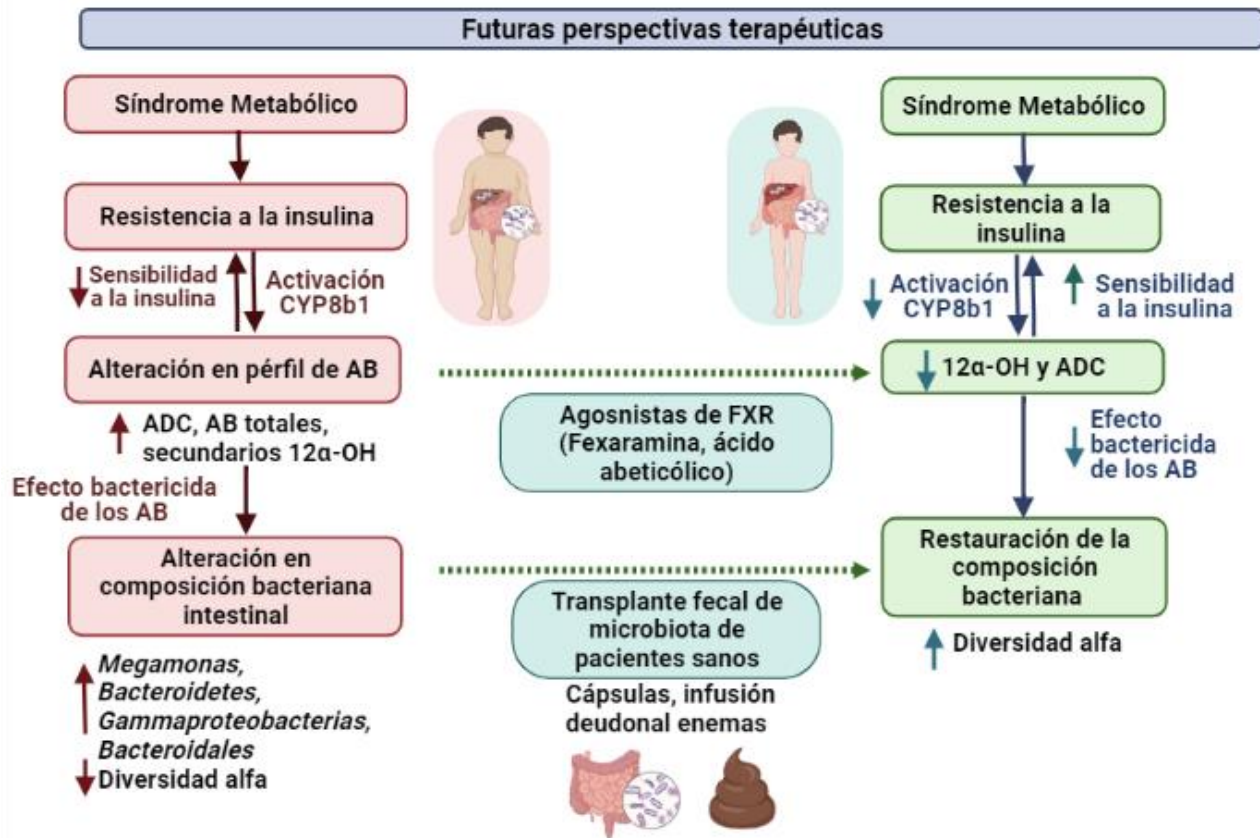 Futuras perspectivas terapéuticas
Síndrome Metabólico
Resistencia a la insulina
Sensibilidad
a la insulina
Activación
CYP8b1
Alteración en pérfil de AB
ADC, AB totales,
secundarios 12α-OH
Efecto bactericida
de los AB
Alteración en
composición bacteriana
intestinal
Megamonas,
Bacteroidetes,
Gammaproteobacterias,
Bacteroidales
Diversidad alfa
Agosnistas de FXR
(Fexaramina, ácido
abeticólico)
Transplante fecal de
microbiota de
pacientes sanos
Cápsulas, infusión
deudonal enemas
Síndrome Metabólico
Resistencia a la
insulina
Activación
CYP8b1
Sensibilidad
a la insulina
12α-OH y ADC
Efecto
bactericida
de los AB
Restauración de la
composición
bacteriana
Diversidad alfa